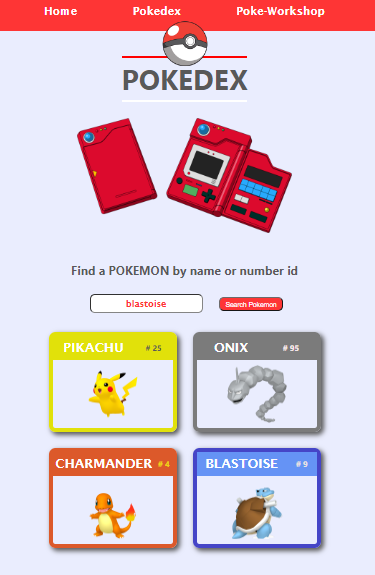 Home Pokedex Poke-Workshop
POKEDEX
Find a POKEMON by name or number id
blastoise Search Pokemon
PIKACHU # 25 ONIX # 95
CHARMANDER # 4 BLASTOISE # 9